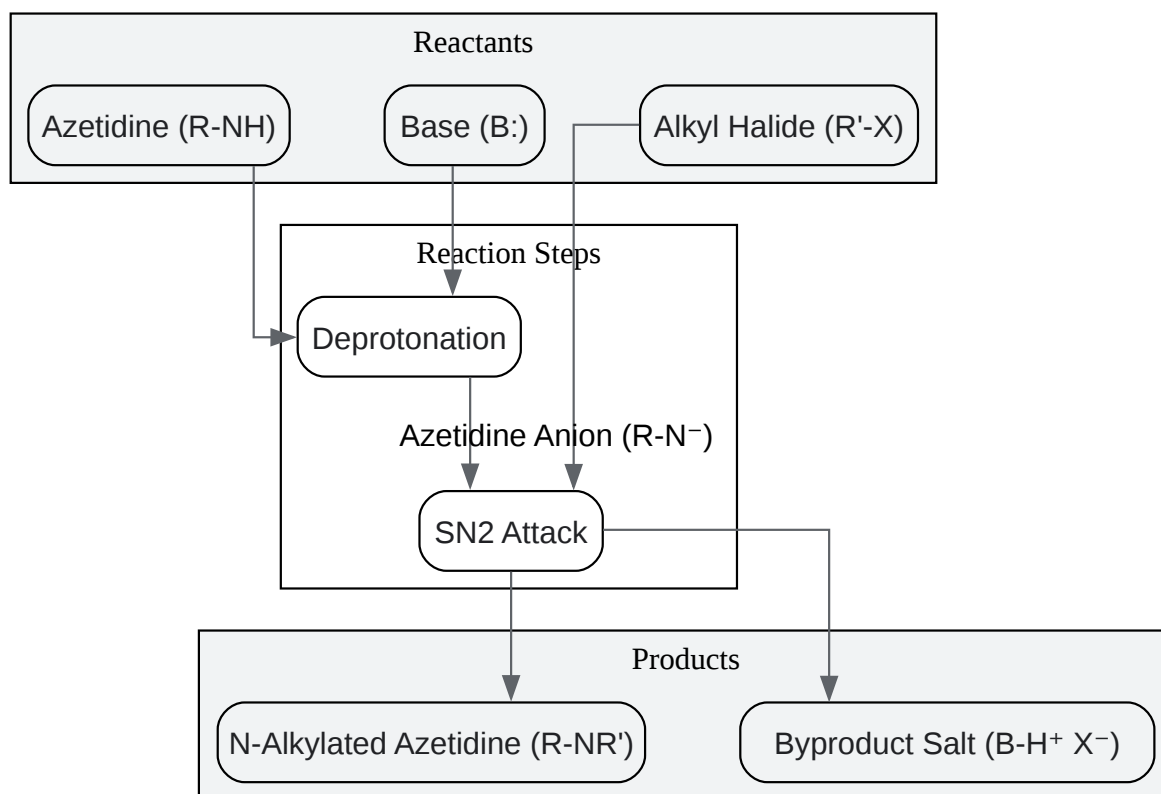 Reactants
Azetidine (R-NH)
Base (B:)
Alkyl Halide (R'-X)
Reaction Steps
Deprotonation
Azetidine Anion (R-N⁻)
SN2 Attack
Products
N-Alkylated Azetidine (R-NR')
Byproduct Salt (B-H⁺ X⁻)